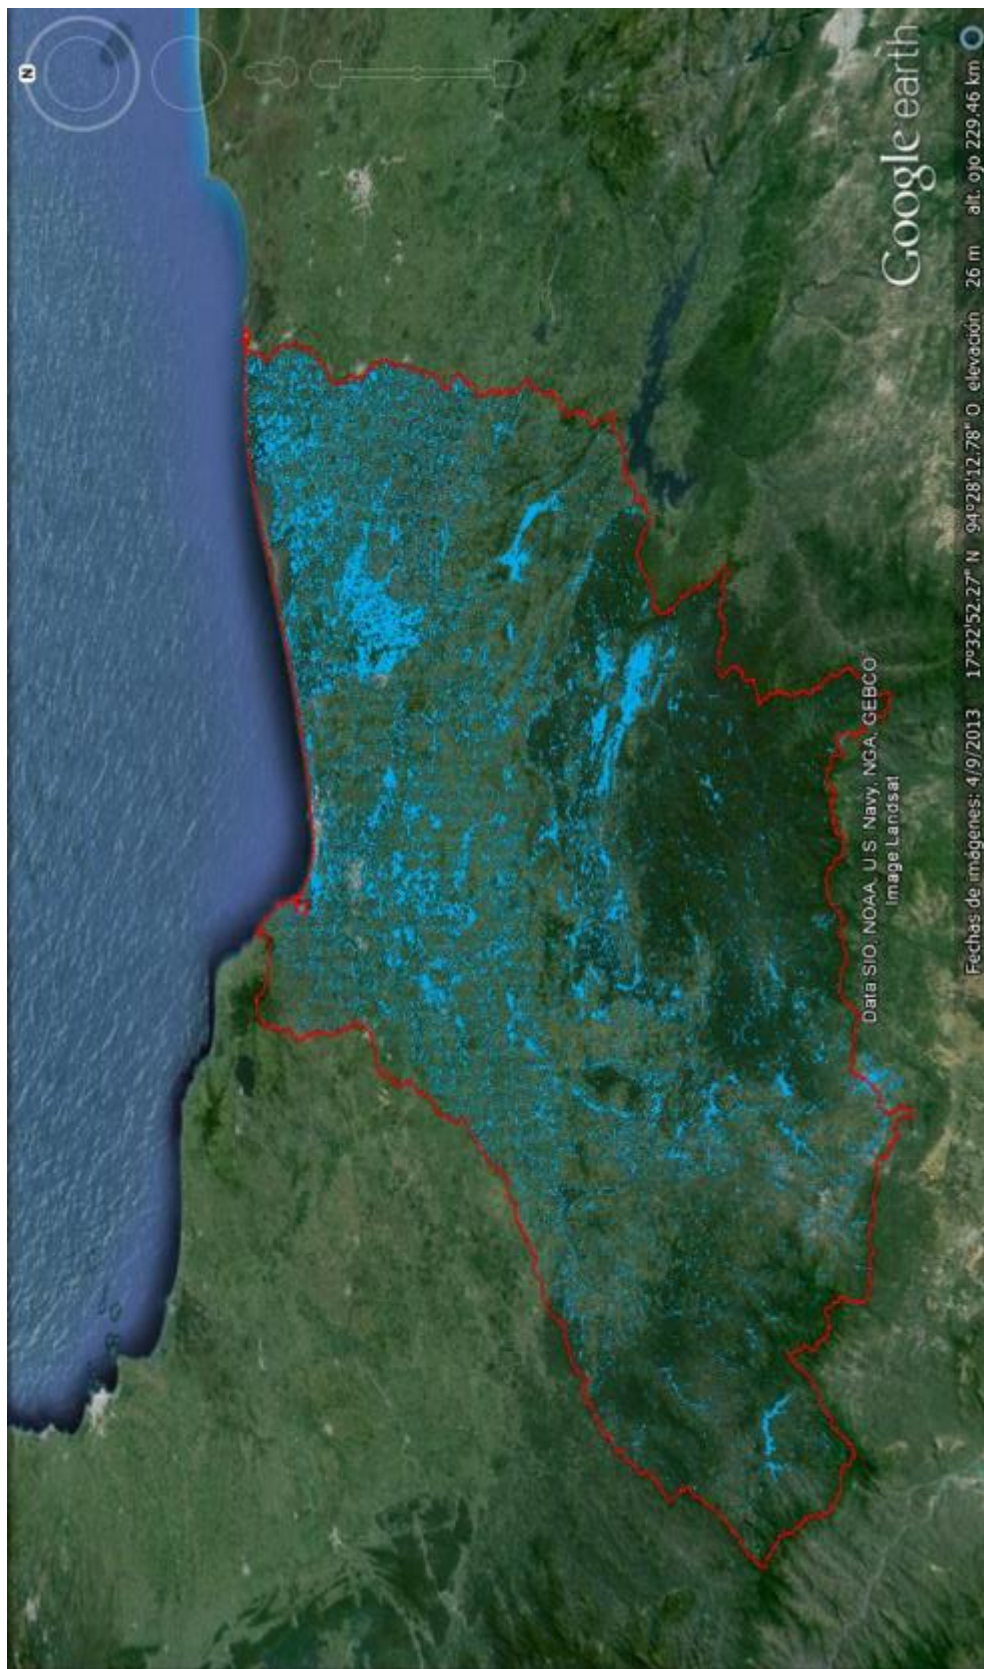 N
Google earth
Data SIO, NOAA, U.S. Navy, NGA, GEBCO
Image Landsat
Fechas de imágenes: 4/9/2013 17°32'52.27" N 94°28'12.78" O elevación 26 m alt. ojo 229.46 km